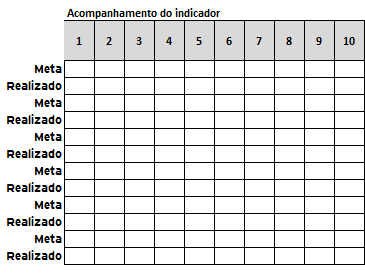 Acompanhamento do indicador
1 2 3 4 5 6 7 8 9 10
Meta
Realizado
Meta
Realizado
Meta
Realizado
Meta
Realizado
Meta
Realizado
Meta
Realizado